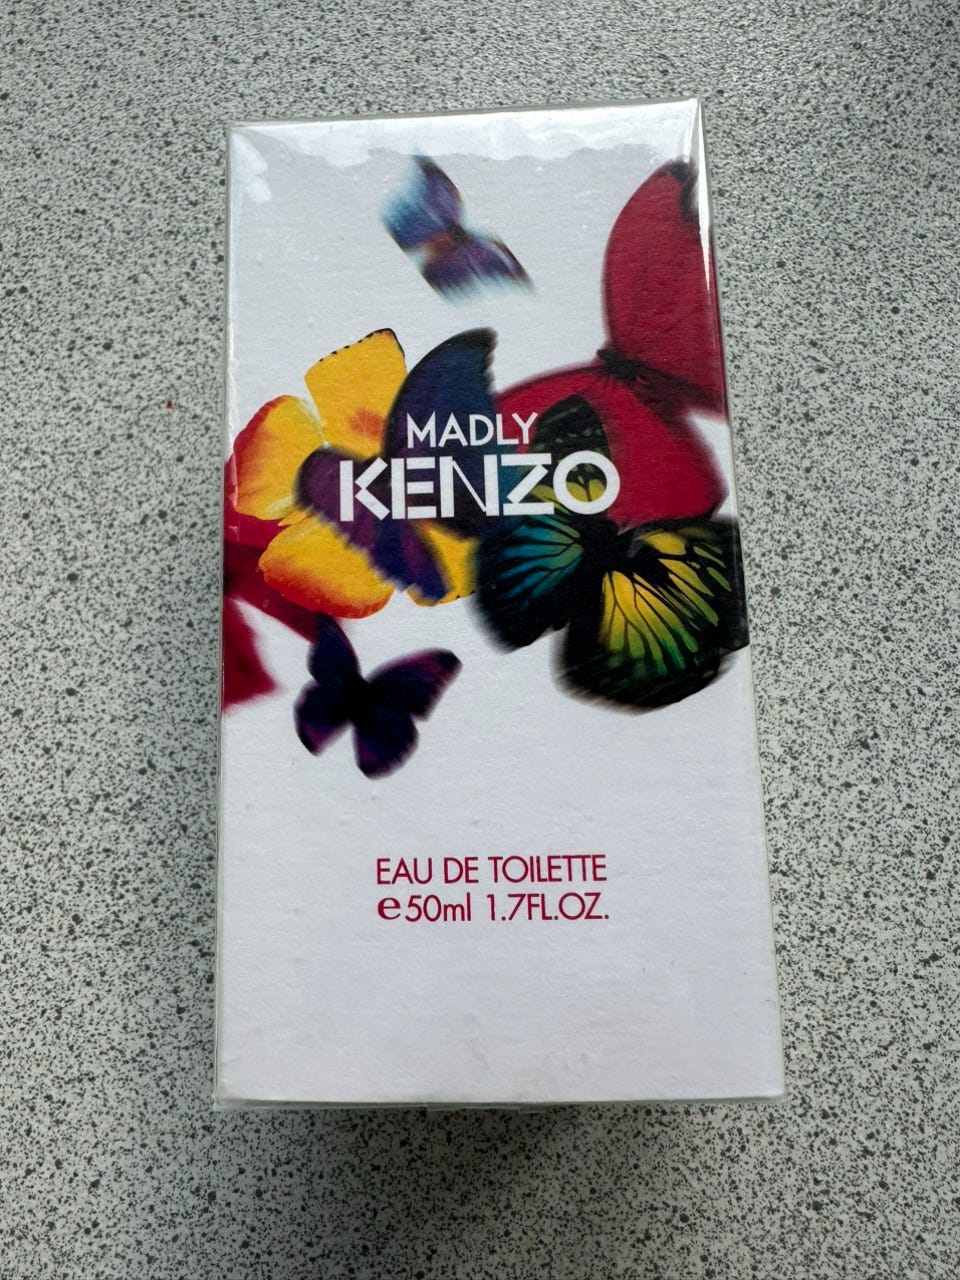 MADLY
KENZO
EAU DE TOILETTE
℮50ml 1.7FL.OZ.